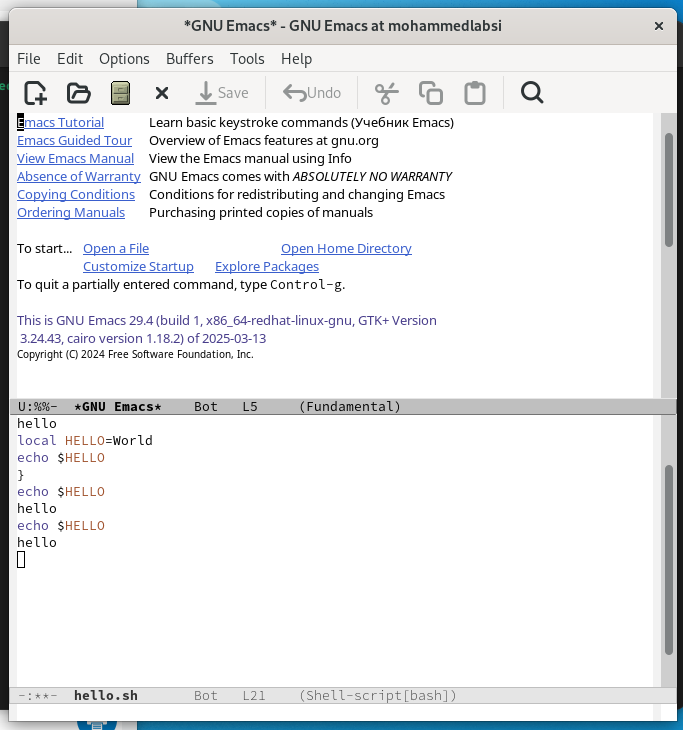 *GNU Emacs* - GNU Emacs at mohammedlabsi
File Edit Options Buffers Tools Help
Save Undo
Emacs Tutorial Learn basic keystroke commands (Учебник Emacs)
Emacs Guided Tour Overview of Emacs features at gnu.org
View Emacs Manual View the Emacs manual using Info
Absence of Warranty GNU Emacs comes with ABSOLUTELY NO WARRANTY
Copying Conditions Conditions for redistributing and changing Emacs
Ordering Manuals Purchasing printed copies of manuals
To start... Open a File Open Home Directory
Customize Startup Explore Packages
To quit a partially entered command, type Control-g.
This is GNU Emacs 29.4 (build 1, x86_64-redhat-linux-gnu, GTK+ Version
3.24.43, cairo version 1.18.2) of 2025-03-13
Copyright (C) 2024 Free Software Foundation, Inc.
U:%%- *GNU Emacs* Bot L5 (Fundamental)
hello
local HELLO=World
echo $HELLO
}
echo $HELLO
hello
echo $HELLO
hello
-:**- hello.sh Bot L21 (Shell-script[bash])